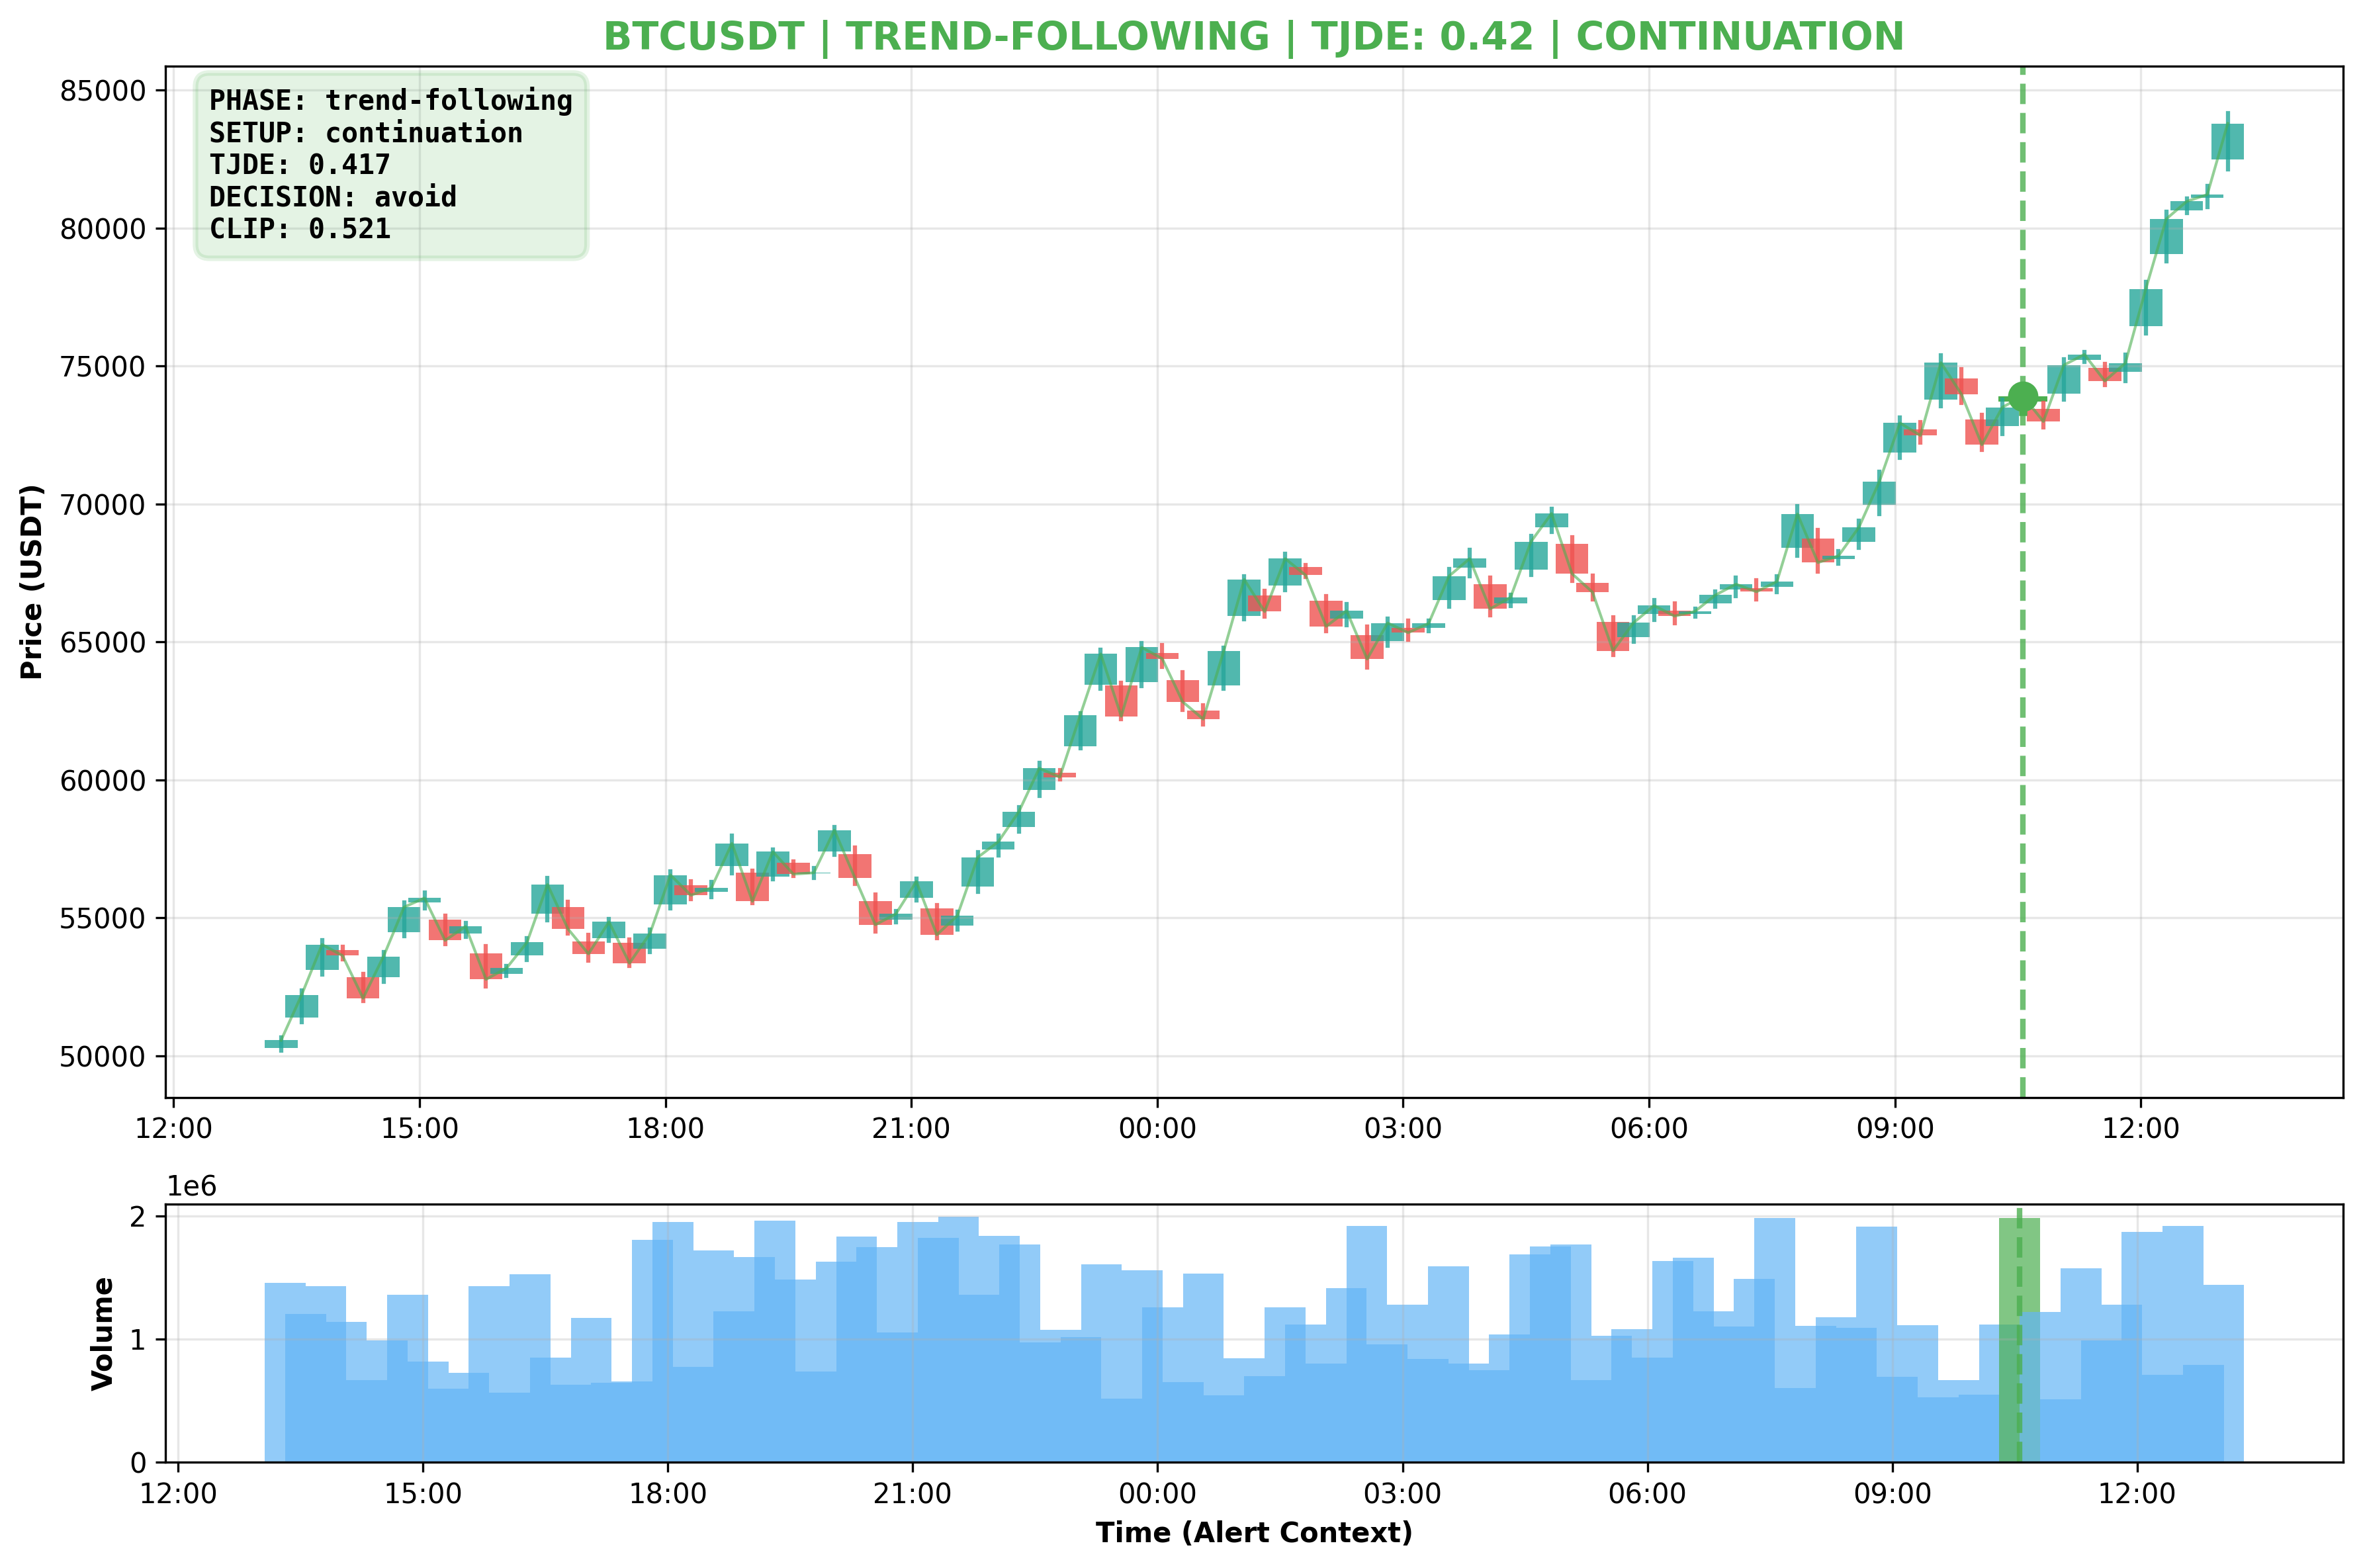 BTCUSDT | TREND-FOLLOWING | TJDE: 0.42 | CONTINUATION
PHASE: trend-following
SETUP: continuation
TJDE: 0.417
DECISION: avoid
CLIP: 0.521
Price (USDT)
85000
80000
75000
70000
65000
60000
55000
50000
12:00 15:00 18:00 21:00 00:00 03:00 06:00 09:00 12:00
1e6
Volume
2
1
0
12:00 15:00 18:00 21:00 00:00 03:00 06:00 09:00 12:00
Time (Alert Context)